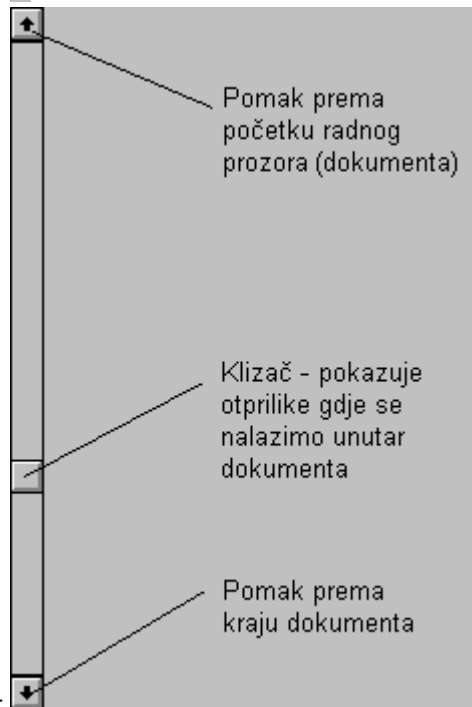 Pomak prema
početku radnog
prozora (dokumenta)
Klizač - pokazuje
otprilike gdje se
nalazimo unutar
dokumenta
Pomak prema
kraju dokumenta